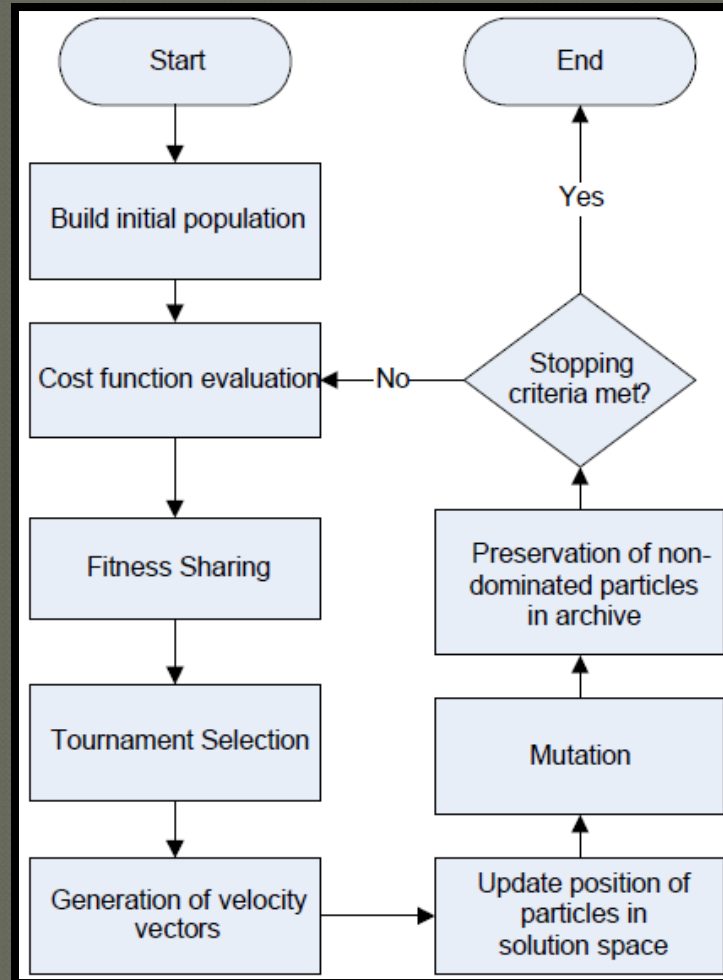 Start
Build initial population
Cost function evaluation
Fitness Sharing
Tournament Selection
Generation of velocity
vectors
Update position of
particles in
solution space
Mutation
Preservation of non-
dominated particles
in archive
Stopping
criteria met?
No
Yes
End